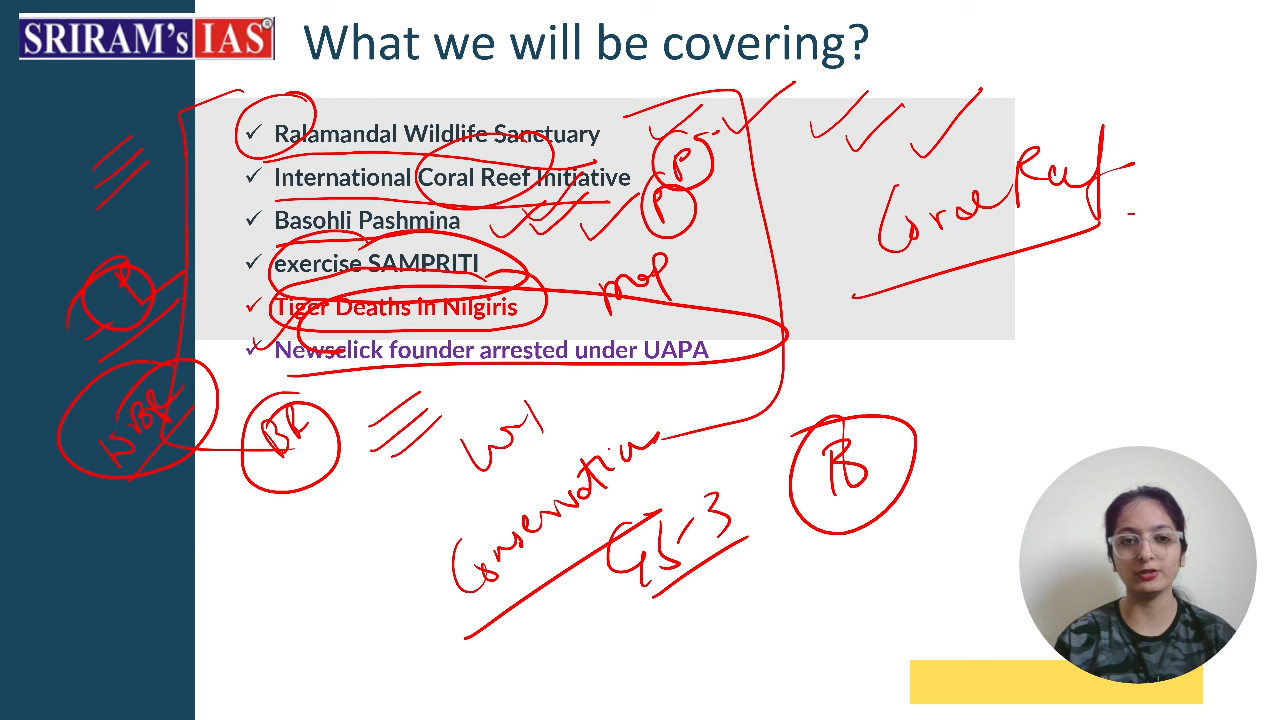 SRIRAM's IAS®
What we will be covering?
✓ Ralamandal Wildlife Sanctuary
✓ International Coral Reef Initiative
✓ Basohli Pashmina
✓ exercise SAMPRITI
✓ Tiger Deaths in Nilgiris
✓ Newsclick founder arrested under UAPA
P
P
Coral Reef
P
BR
Conservation
GS-3